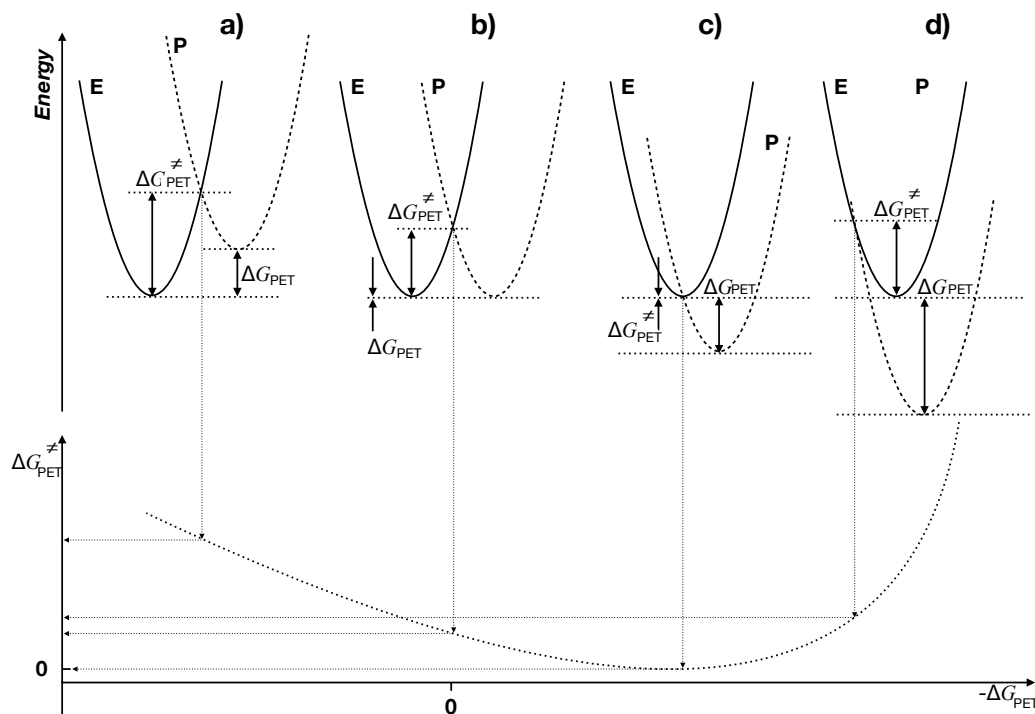 a) b) c) d)
Energy
P
E E P E E P
P
ΔG≠PET
ΔG≠PET
ΔG≠PET
ΔGPET
ΔGPET
ΔGPET
ΔG≠PET
ΔGPET
ΔG≠PET
0
0
-ΔGPET